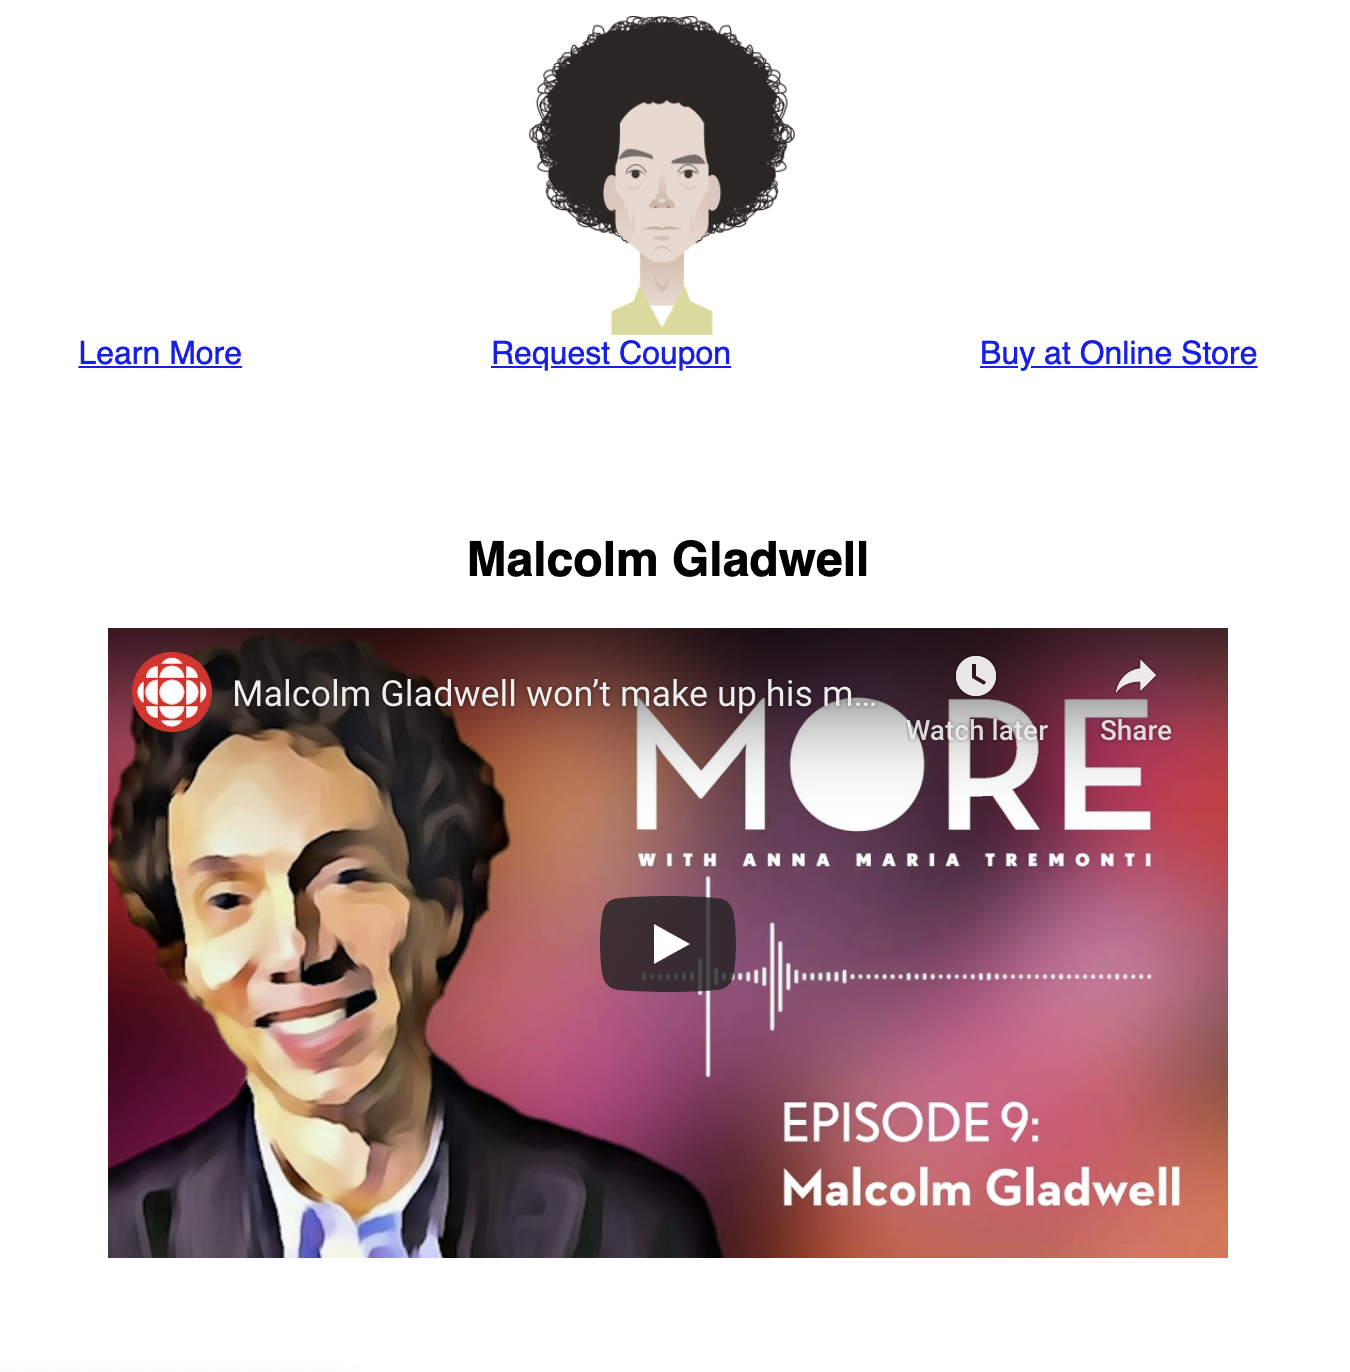 Learn More
Request Coupon
Buy at Online Store
Malcolm Gladwell
Malcolm Gladwell won’t make up his m...
Watch later
Share
MORE
WITH ANNA MARIA TREMONTI
EPISODE 9:
Malcolm Gladwell